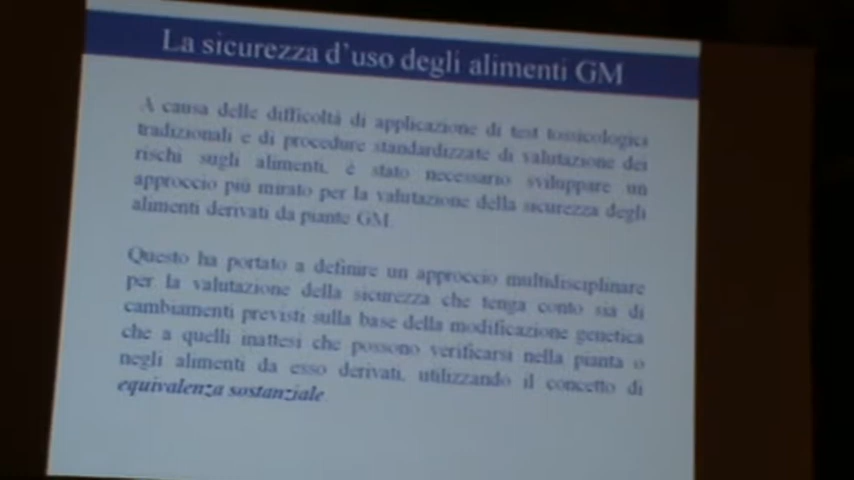 La sicurezza d'uso degli alimenti GM
A causa delle difficoltà di applicazione di test tossicologici
tradizionali e di procedure standardizzate di valutazione dei
rischi sugli alimenti, è stato necessario sviluppare un
approccio più mirato per la valutazione della sicurezza degli
alimenti derivati da piante GM.
Questo ha portato a definire un approccio multidisciplinare
per la valutazione della sicurezza che tenga conto sia di
cambiamenti previsti sulla base della modificazione genetica
che a quelli inattesi che possono verificarsi nella pianta o
negli alimenti da esso derivati, utilizzando il concetto di
equivalenza sostanziale.